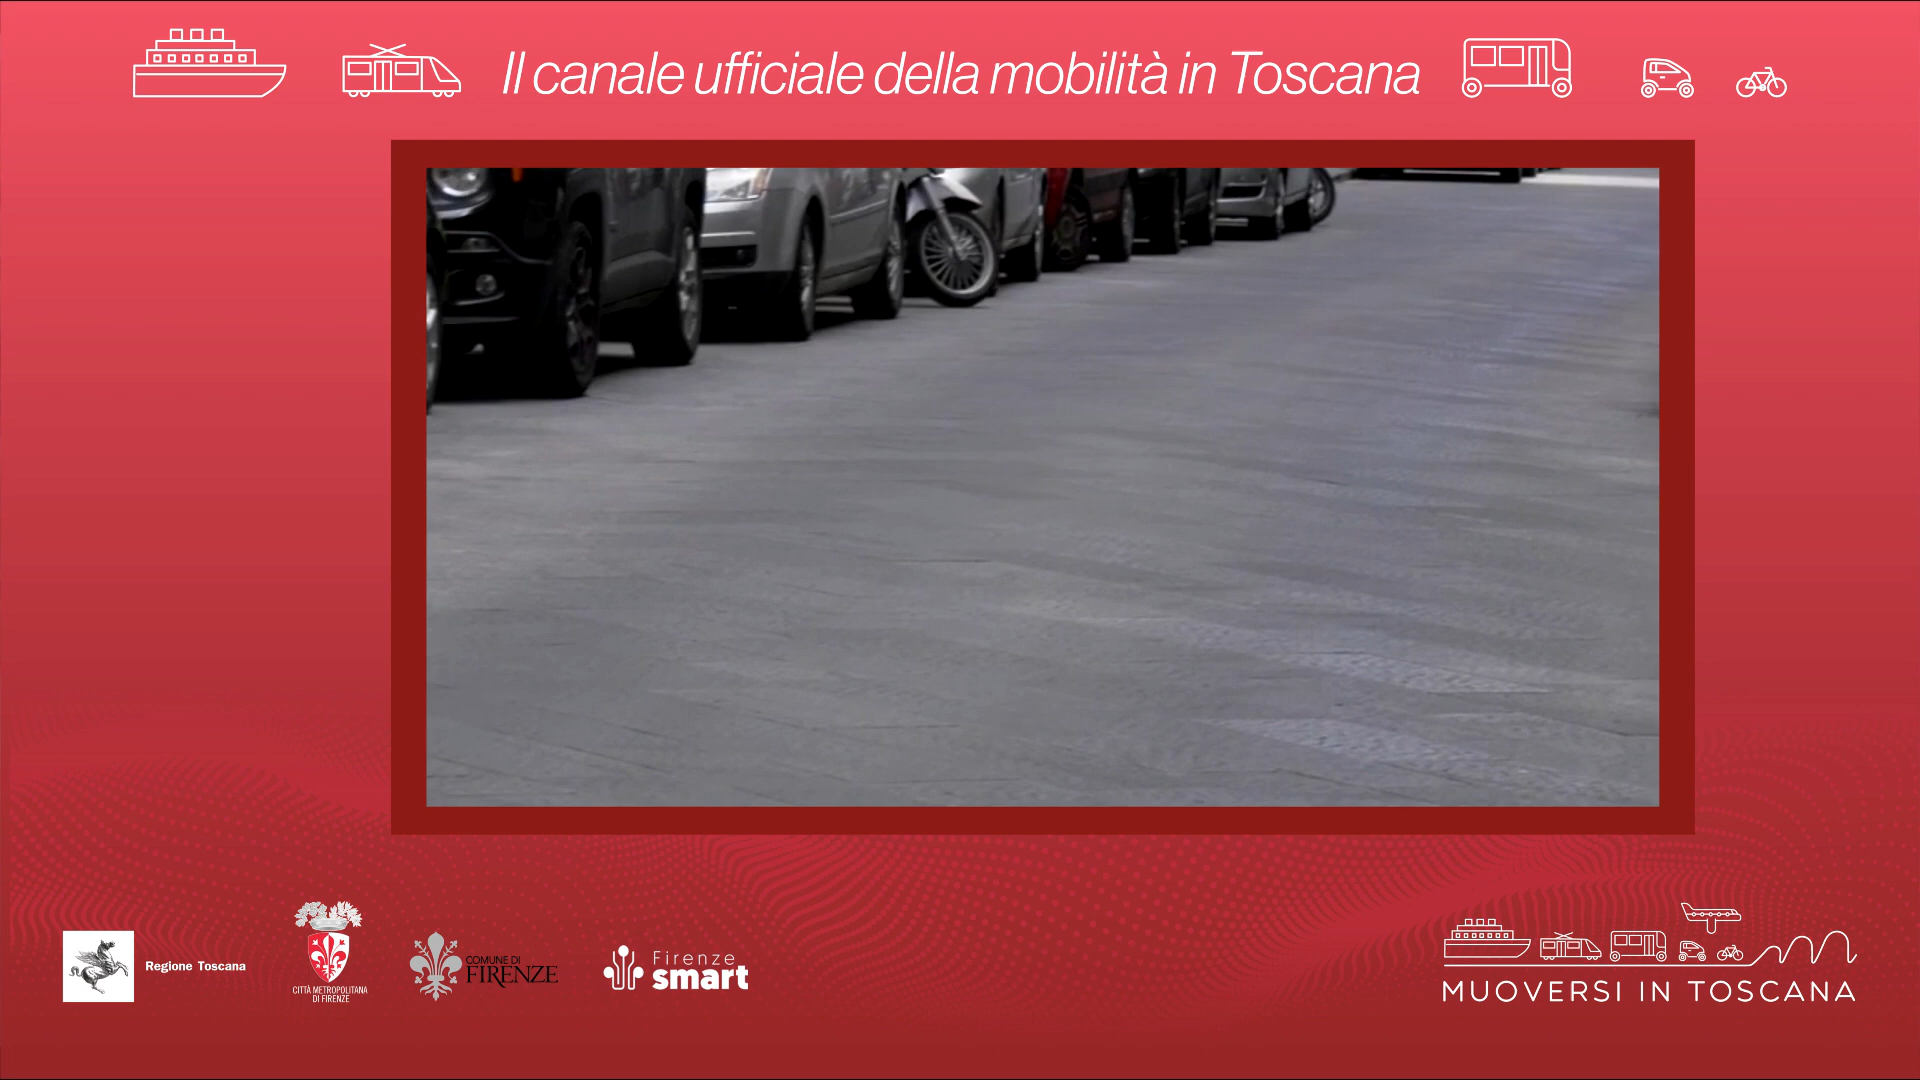 Il canale ufficiale della mobilità in Toscana
Regione Toscana
CITTÀ METROPOLITANA
DI FIRENZE
COMUNE DI
FIRENZE
Firenze
smart
MUOVERSI IN TOSCANA